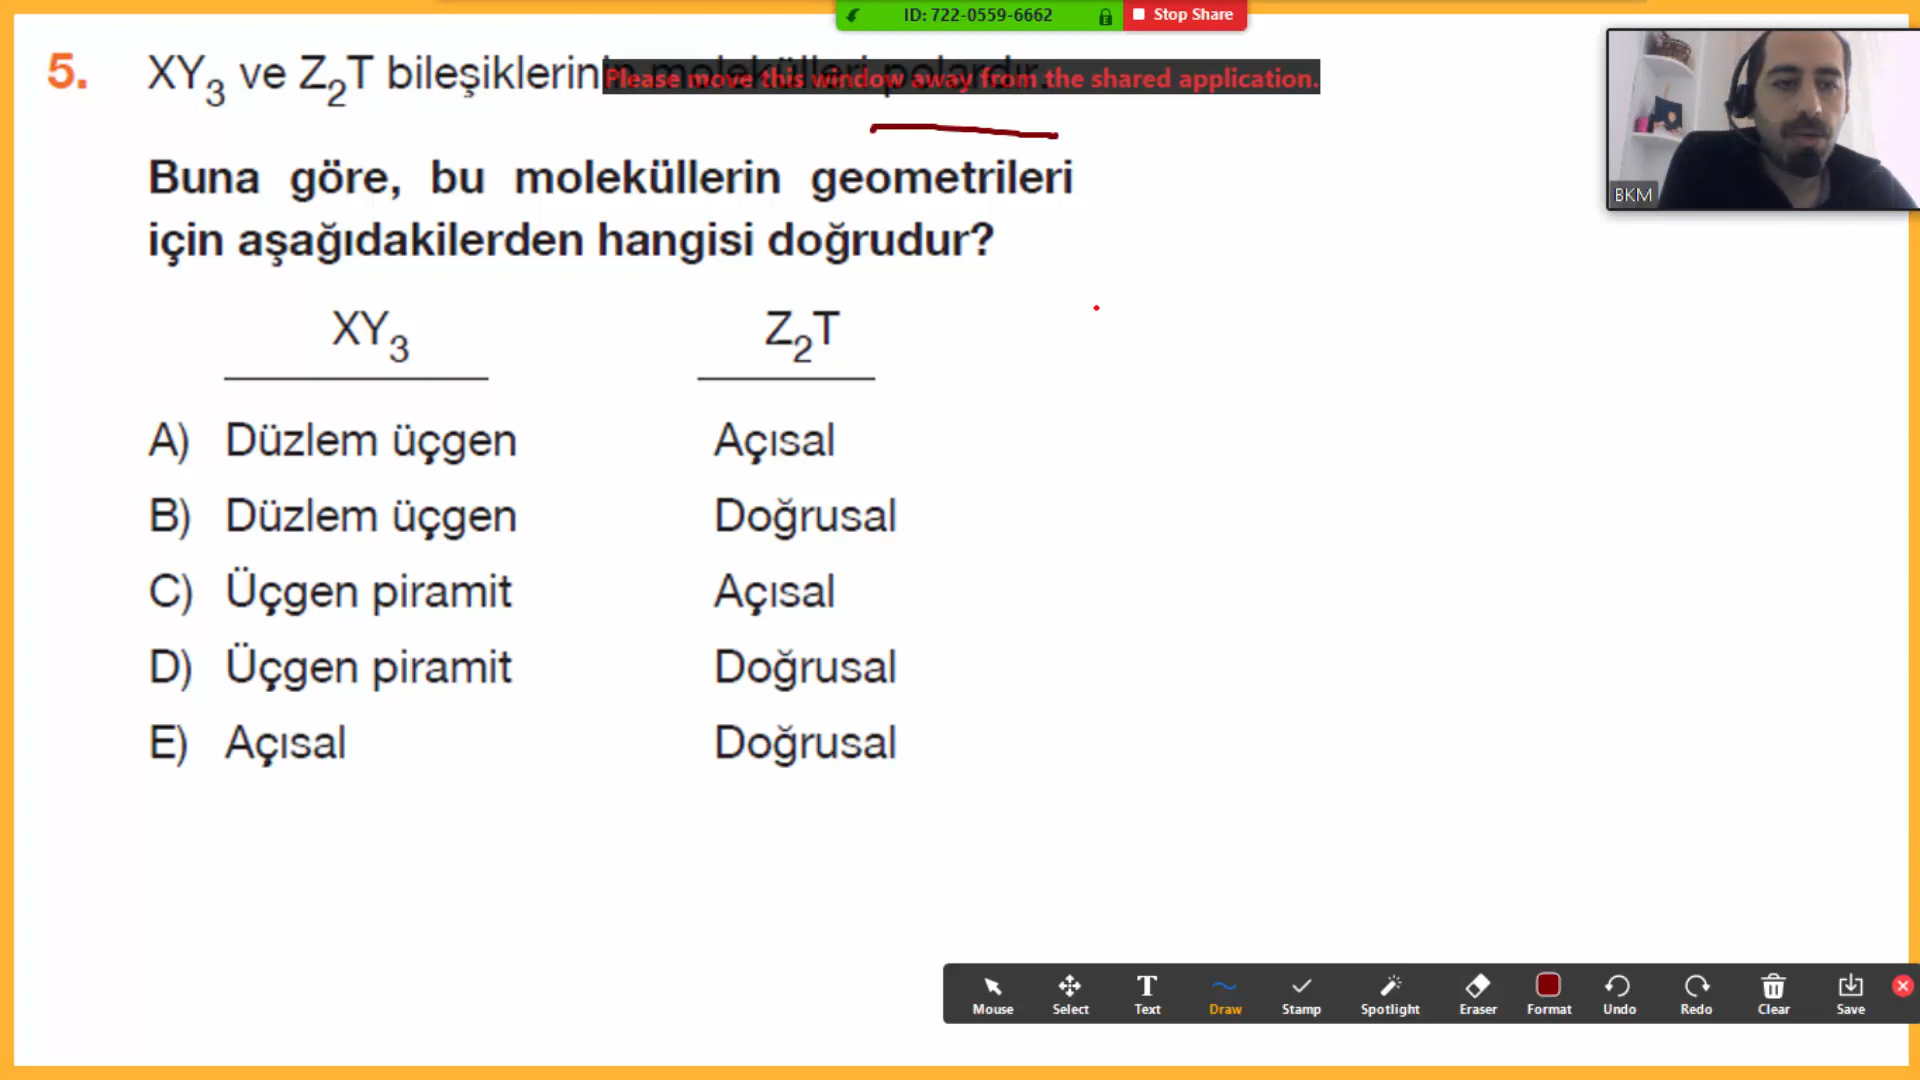 ID: 722-0559-6662
Stop Share
5. XY3 ve Z2T bileşiklerinin molekülleri polardır.
Please move this window away from the shared application.
BKM
Buna göre, bu moleküllerin geometrileri
için aşağıdakilerden hangisi doğrudur?
XY3 Z2T
A) Düzlem üçgen Açısal
B) Düzlem üçgen Doğrusal
C) Üçgen piramit Açısal
D) Üçgen piramit Doğrusal
E) Açısal Doğrusal
Mouse Select Text Draw Stamp Spotlight Eraser Format Undo Redo Clear Save